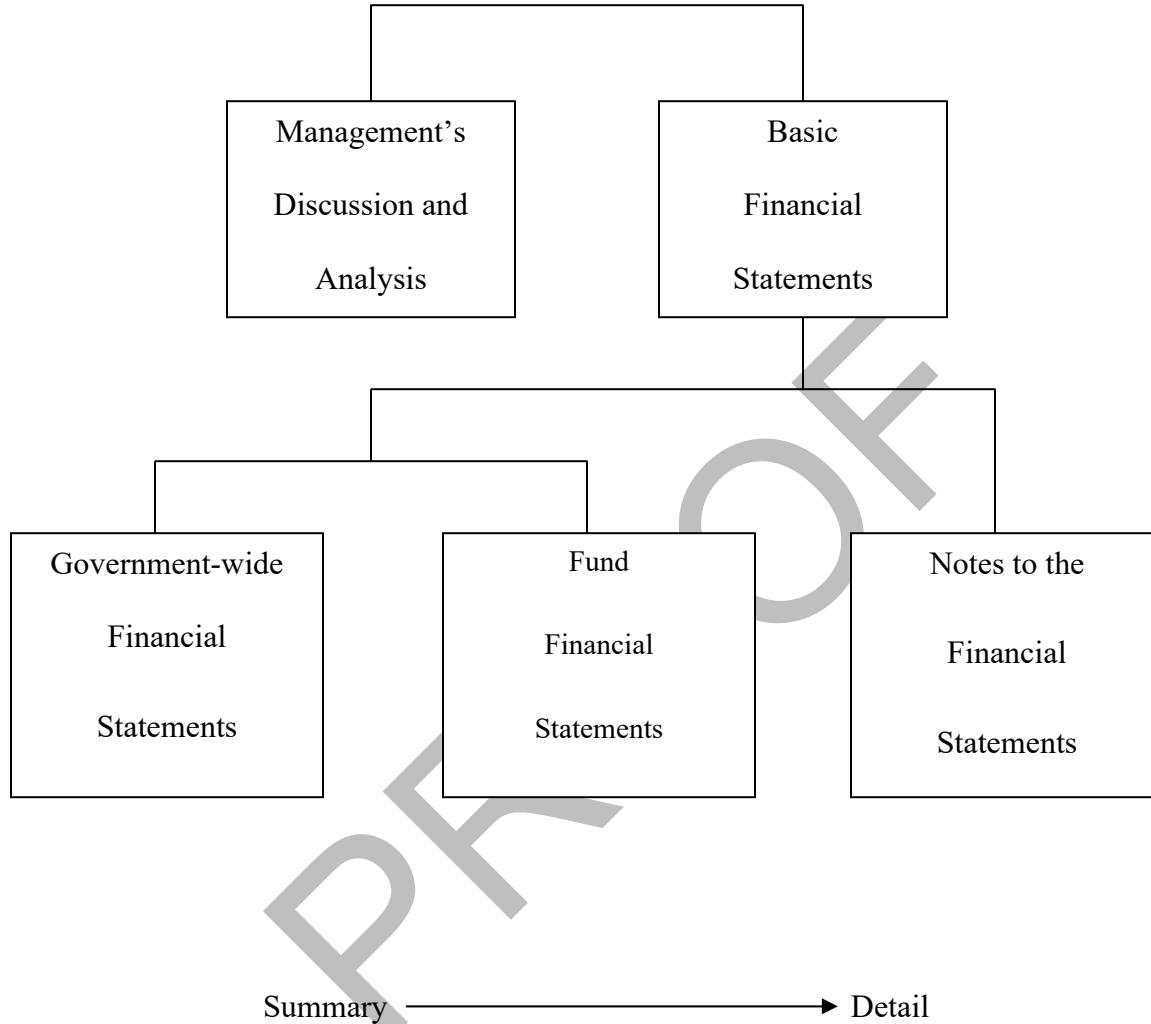 Management’s
Discussion and
Analysis
Basic
Financial
Statements
Government-wide
Financial
Statements
Fund
Financial
Statements
Notes to the
Financial
Statements
Summary
Detail
PROOF